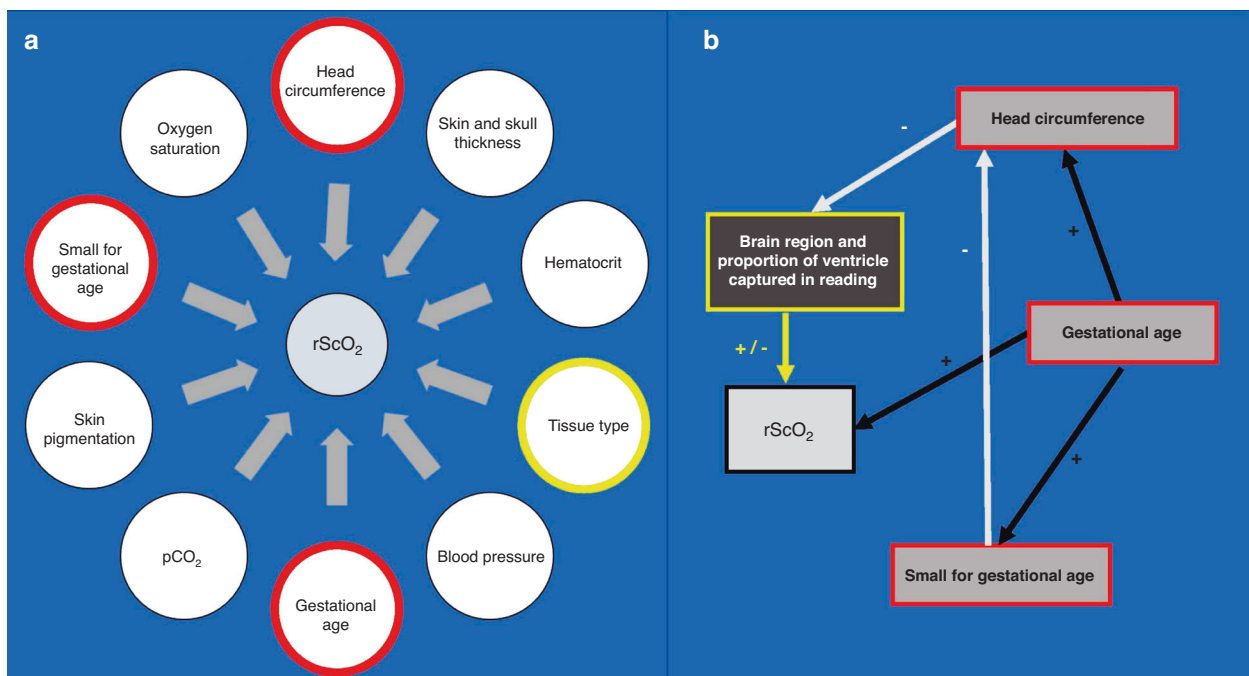 a
Head
circumference
Oxygen
saturation
Skin and skull
thickness
Small for
gestational
age
Hematocrit
rScO₂
Skin
pigmentation
Tissue type
pCO₂
Blood pressure
Gestational
age
b
Head circumference
-
Brain region and
proportion of ventricle
captured in reading
-
+
Gestational age
+ / -
+
rScO₂
+
Small for gestational age